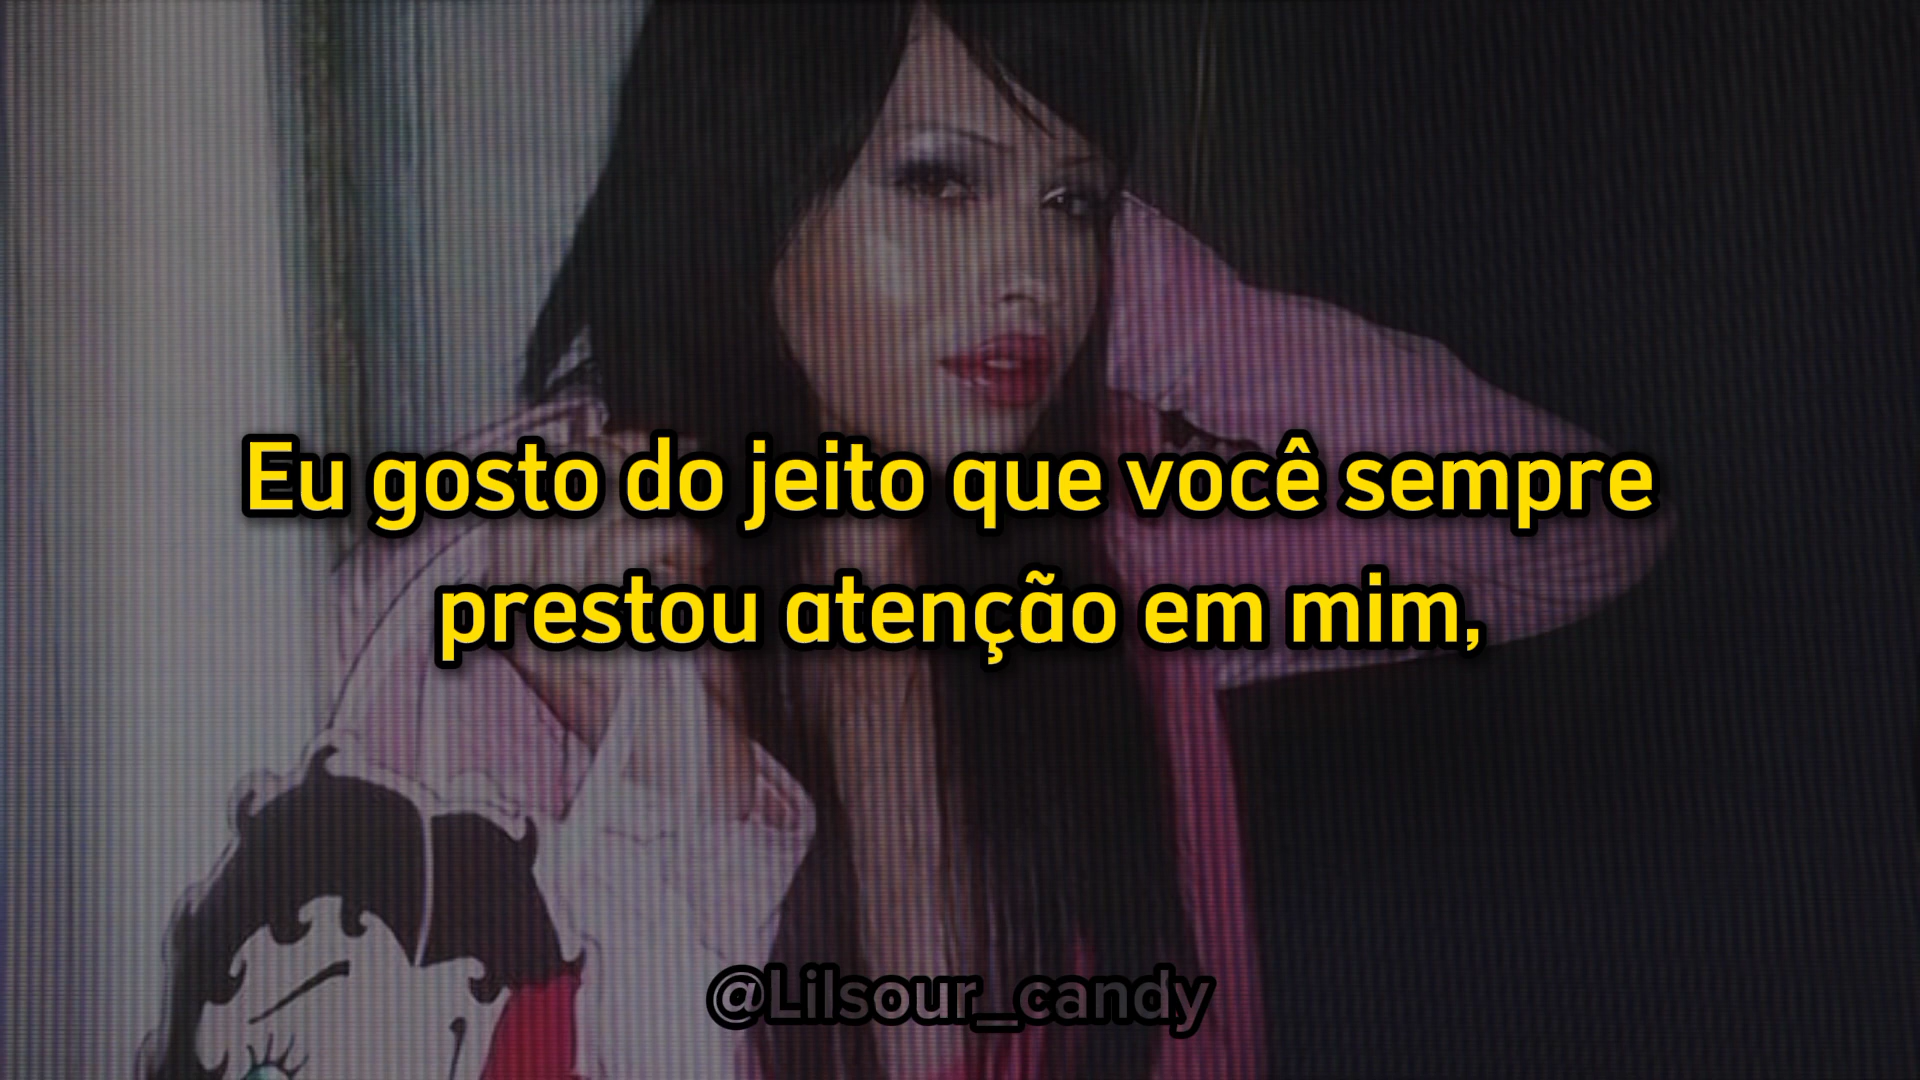 Eu gosto do jeito que você sempre
prestou atenção em mim,
@Lilsour_candy